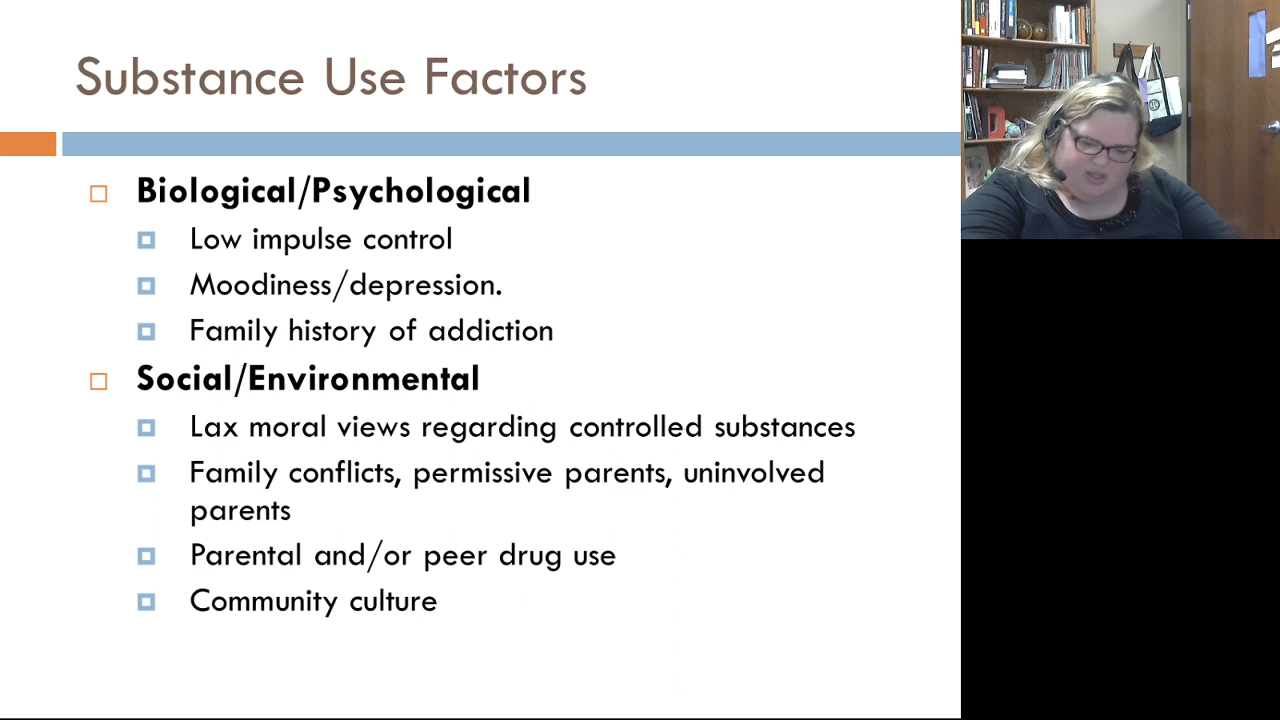 Substance Use Factors
Biological/Psychological
Low impulse control
Moodiness/depression.
Family history of addiction
Social/Environmental
Lax moral views regarding controlled substances
Family conflicts, permissive parents, uninvolved
parents
Parental and/or peer drug use
Community culture